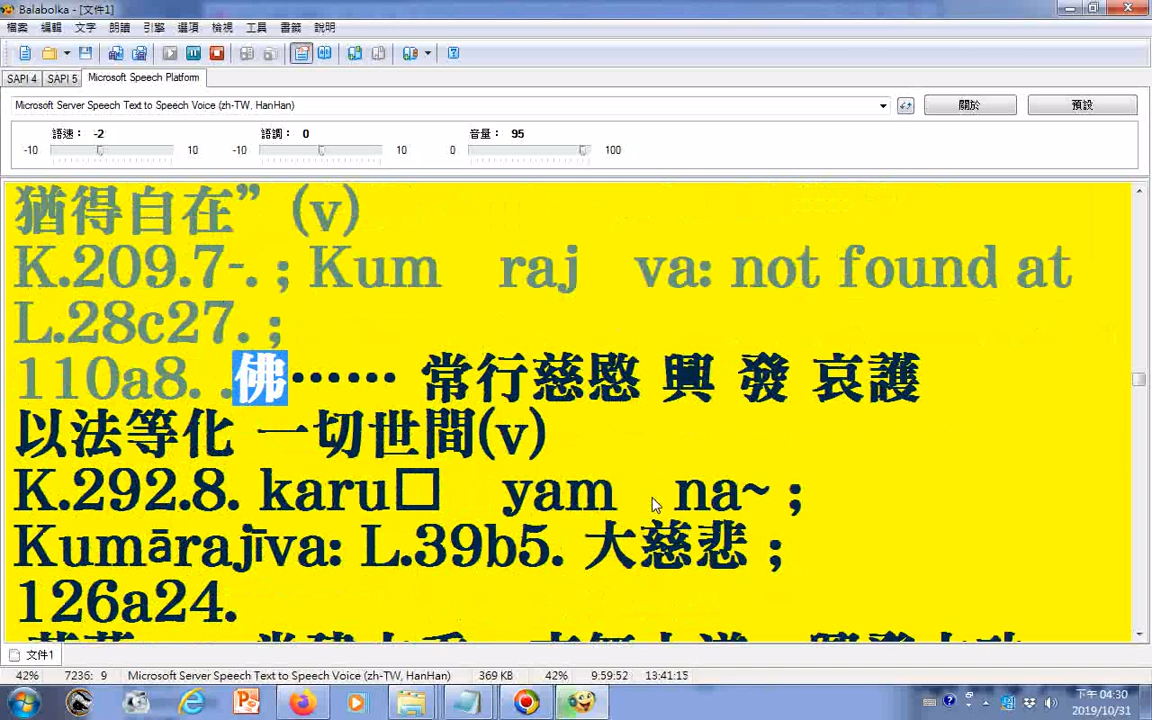 Balabolka - [文件1]
檔案 編輯 文字 朗讀 引擎 選項 檢視 工具 書籤 說明
SAPI 4 SAPI 5 Microsoft Speech Platform
Microsoft Server Speech Text to Speech Voice (zh-TW, HanHan) 關於 預設
語速： -2 語調： 0 音量： 95
-10 10 -10 10 0 100
猶得自在” (v)
K.209.7-. ; Kum raj va: not found at
L.28c27. ;
110a8. .佛⋯⋯ 常行慈愍 興 發 哀護
以法等化 一切世間(v)
K.292.8. karu□ yam na~ ;
Kumārajīva: L.39b5. 大慈悲 ;
126a24.
文件1
42% 7236: 9 Microsoft Server Speech Text to Speech Voice (zh-TW, HanHan) 369 KB 42% 9:59:52 13:41:15
下午 04:30
2019/10/31